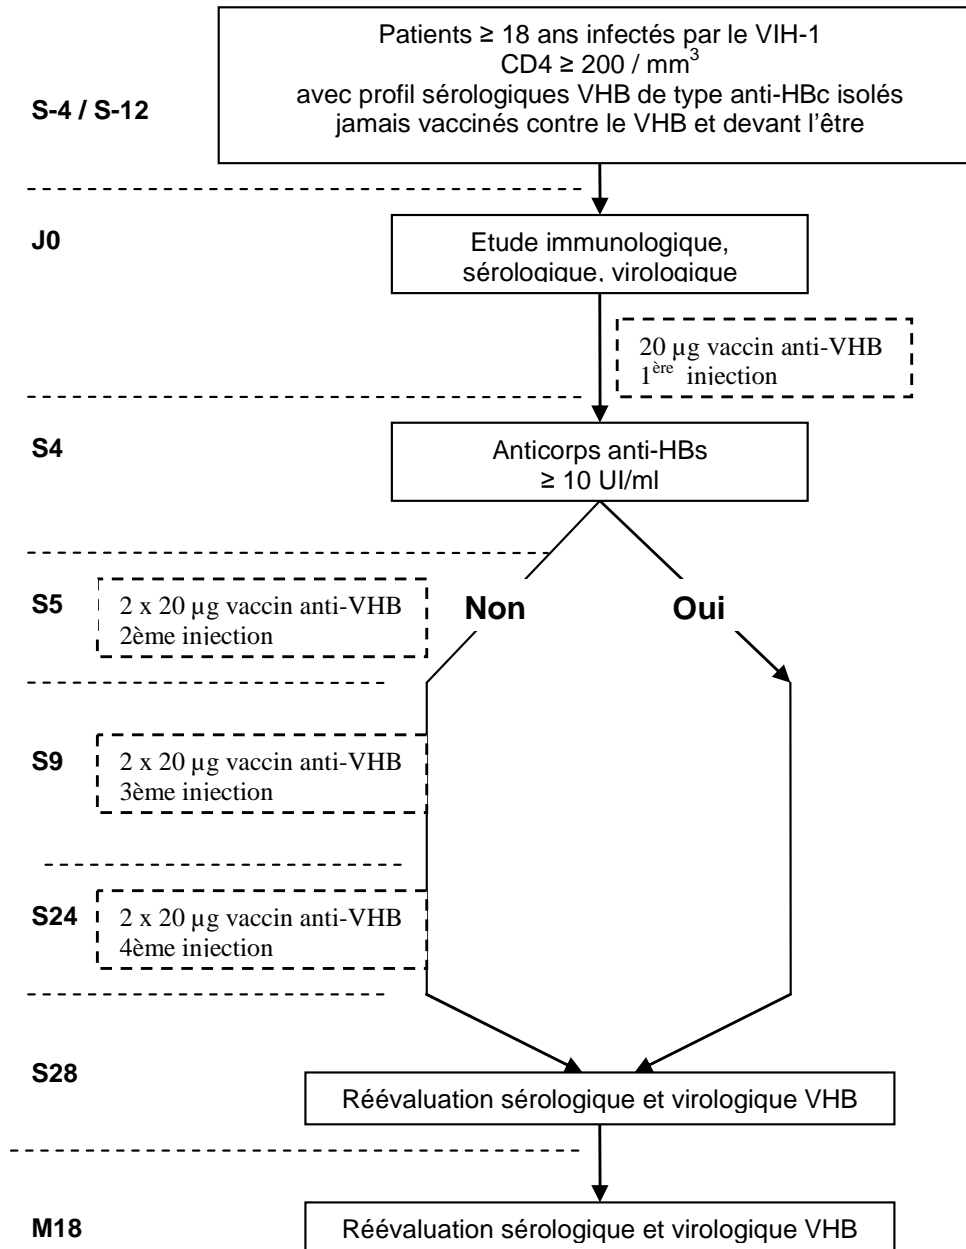 Patients ≥ 18 ans infectés par le VIH-1
CD4 ≥ 200 / mm³
avec profil sérologiques VHB de type anti-HBc isolés
jamais vaccinés contre le VHB et devant l'être
S-4 / S-12
J0
Etude immunologique,
sérologique, virologique
20 µg vaccin anti-VHB
1ère injection
S4
Anticorps anti-HBs
≥ 10 UI/ml
S5
2 x 20 µg vaccin anti-VHB
2ème injection
Non
Oui
S9
2 x 20 µg vaccin anti-VHB
3ème injection
S24
2 x 20 µg vaccin anti-VHB
4ème injection
S28
Réévaluation sérologique et virologique VHB
M18
Réévaluation sérologique et virologique VHB